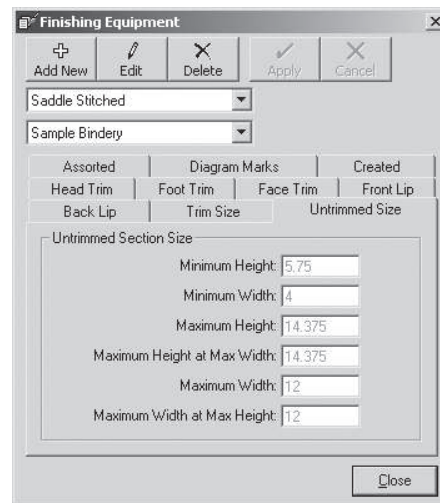 Finishing Equipment
Add New Edit Delete Apply Cancel
Saddle Stitched
Sample Bindery
Assorted Diagram Marks Created
Head Trim Foot Trim Face Trim Front Lip
Back Lip Trim Size Untrimmed Size
Untrimmed Section Size
Minimum Height: 5.75
Minimum Width: 4
Maximum Height: 14.375
Maximum Height at Max Width: 14.375
Maximum Width: 12
Maximum Width at Max Height: 12
Close